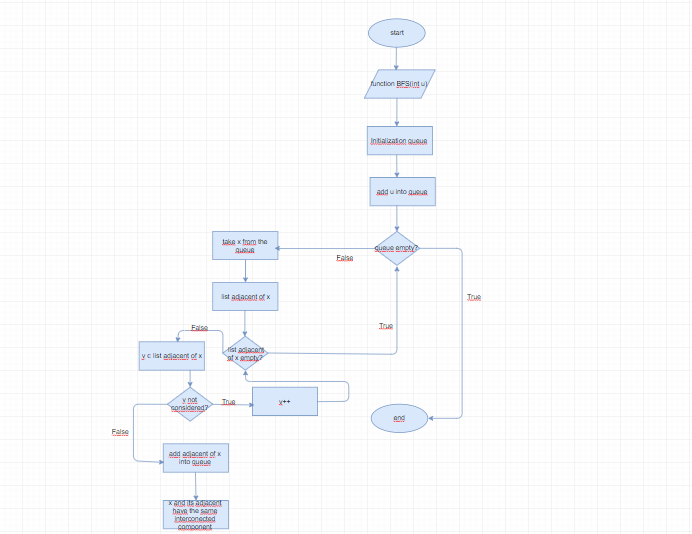 start
function BFS(int u)
Initialization queue
add u into queue
queue empty?
take x from the
queue
False
list adjacent of x
True
True
False
list adjacent
of x empty?
y c list adjacent of x
y not
considered?
True
y++
end
False
add adjacent of x
into queue
x and its adjacent
have the same
interconected
component